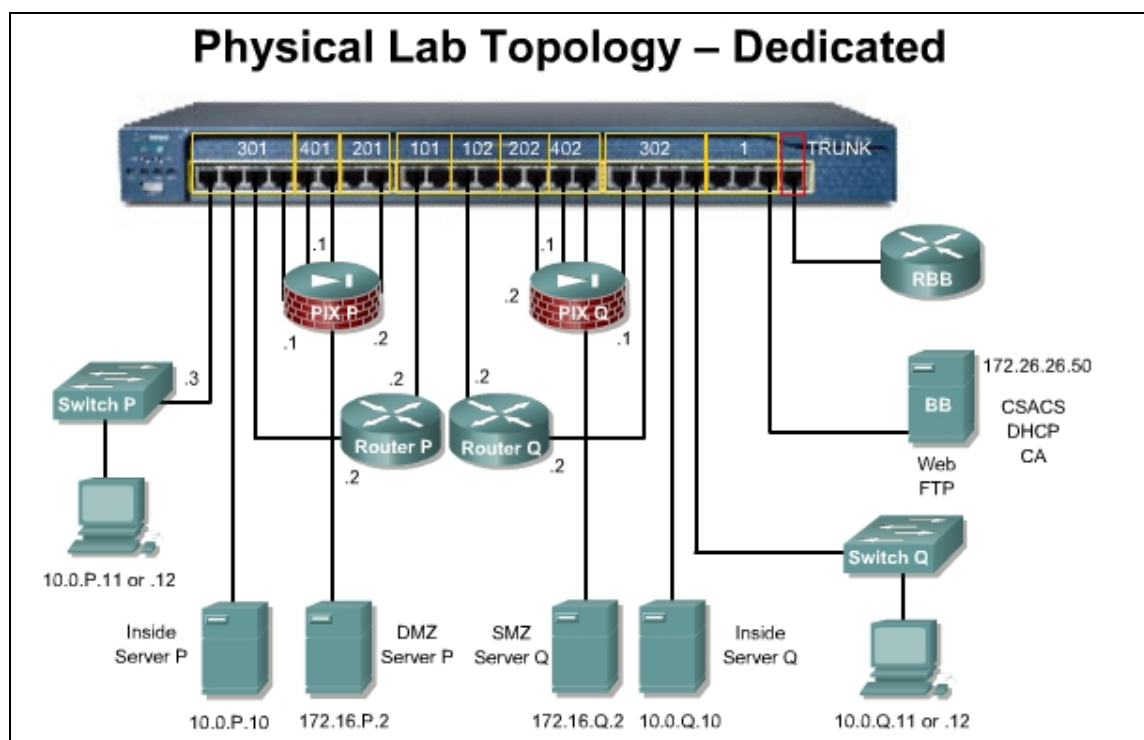 Physical Lab Topology – Dedicated
301 401 201 101 102 202 402 302 1 TRUNK
.1
.1
PIX P
PIX Q
RBB
.2
.1
.2
.1
.3
Switch P
.2
.2
Router P
Router Q
.2
.2
BB
172.26.26.50
CSACS
DHCP
CA
Web
FTP
10.0.P.11 or .12
Switch Q
Inside
Server P
DMZ
Server P
SMZ
Server Q
Inside
Server Q
10.0.P.10
172.16.P.2
172.16.Q.2
10.0.Q.10
10.0.Q.11 or .12